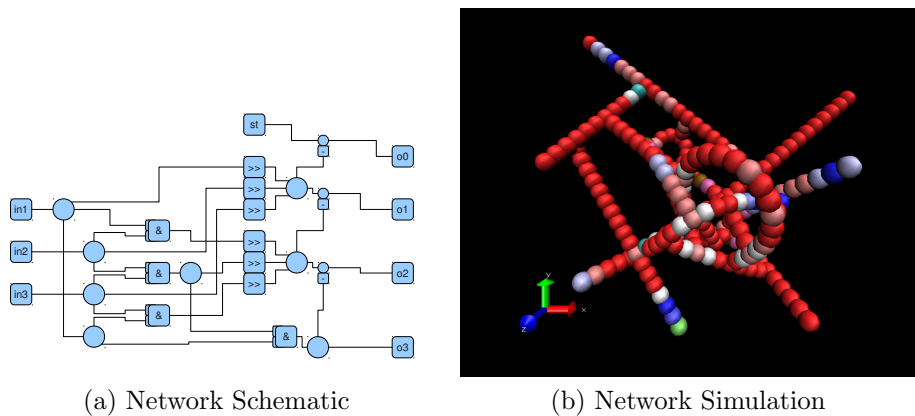 st
o0
-
>>
>>
>>
in1
o1
-
&
>>
in2
o2
&
>>
>>
in3
&
&
o3
Y
X
Z
(a) Network Schematic
(b) Network Simulation